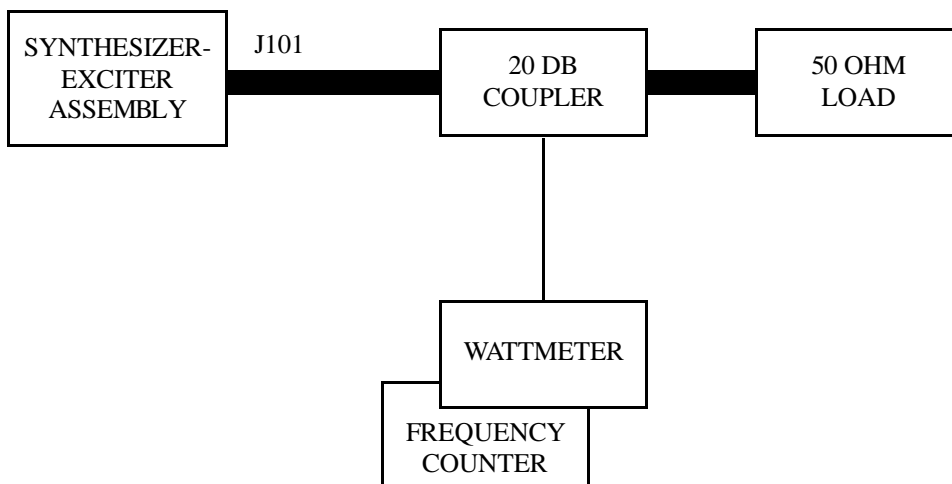 SYNTHESIZER-
EXCITER
ASSEMBLY
J101
20 DB
COUPLER
50 OHM
LOAD
WATTMETER
FREQUENCY
COUNTER